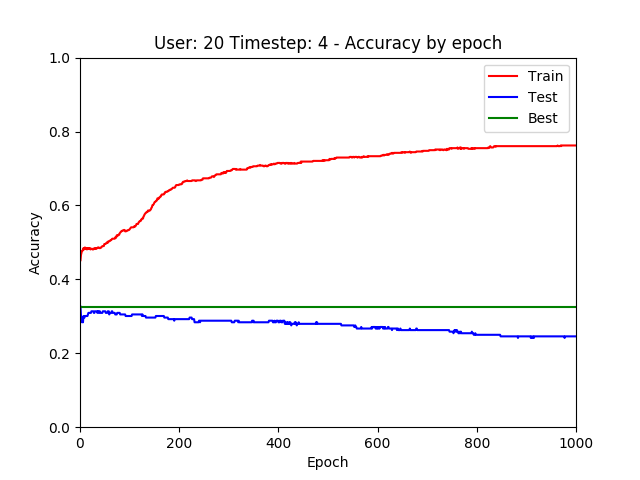 User: 20 Timestep: 4 - Accuracy by epoch
1.0
0.8
0.6
0.4
0.2
0.0
Accuracy
Train
Test
Best
0 200 400 600 800 1000
Epoch